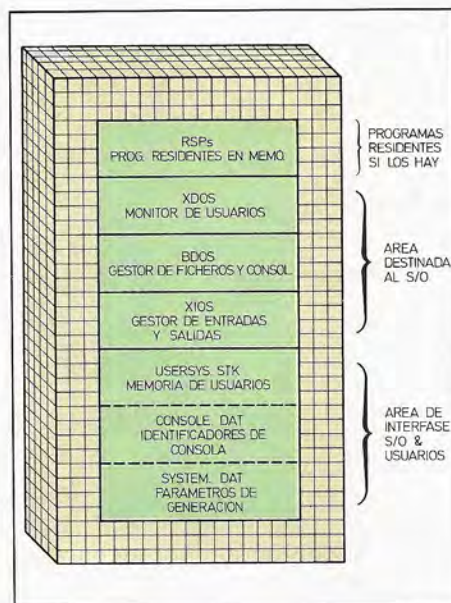 RSPs
PROG. RESIDENTES EN MEMO.
PROGRAMAS
RESIDENTES
SI LOS HAY
XDOS
MONITOR DE USUARIOS
BDOS
GESTOR DE FICHEROS Y CONSOL.
XIOS
GESTOR DE ENTRADAS
Y SALIDAS
AREA
DESTINADA
AL S/O
USERSYS. STK
MEMORIA DE USUARIOS
CONSOLE. DAT
IDENTIFICADORES DE
CONSOLA
SYSTEM. DAT
PARAMETROS DE
GENERACION
AREA DE
INTERFASE
S/O &
USUARIOS